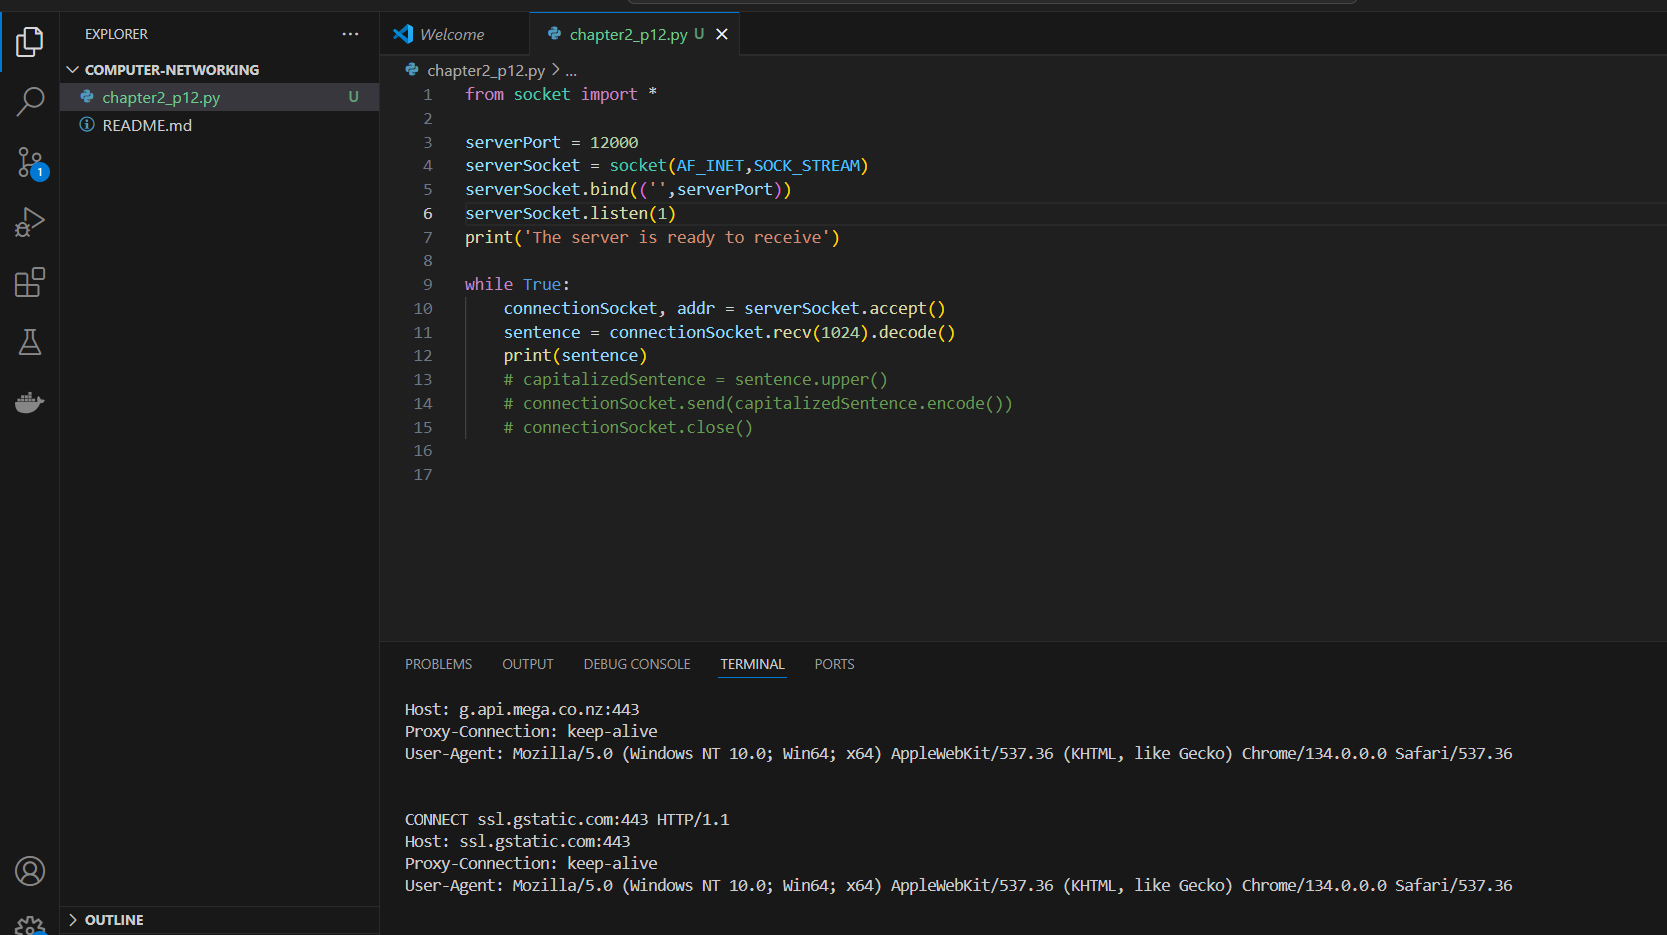 EXPLORER
COMPUTER-NETWORKING
chapter2_p12.py U
README.md
1
OUTLINE
Welcome
chapter2_p12.py U
chapter2_p12.py > ...
1 from socket import *
2
3 serverPort = 12000
4 serverSocket = socket(AF_INET,SOCK_STREAM)
5 serverSocket.bind(('',serverPort))
6 serverSocket.listen(1)
7 print('The server is ready to receive')
8
9 while True:
10     connectionSocket, addr = serverSocket.accept()
11     sentence = connectionSocket.recv(1024).decode()
12     print(sentence)
13     # capitalizedSentence = sentence.upper()
14     # connectionSocket.send(capitalizedSentence.encode())
15     # connectionSocket.close()
16
17
PROBLEMS OUTPUT DEBUG CONSOLE TERMINAL PORTS
Host: g.api.mega.co.nz:443
Proxy-Connection: keep-alive
User-Agent: Mozilla/5.0 (Windows NT 10.0; Win64; x64) AppleWebKit/537.36 (KHTML, like Gecko) Chrome/134.0.0.0 Safari/537.36
CONNECT ssl.gstatic.com:443 HTTP/1.1
Host: ssl.gstatic.com:443
Proxy-Connection: keep-alive
User-Agent: Mozilla/5.0 (Windows NT 10.0; Win64; x64) AppleWebKit/537.36 (KHTML, like Gecko) Chrome/134.0.0.0 Safari/537.36